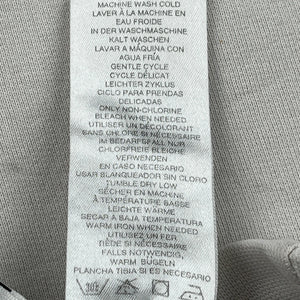 MACHINE WASH COLD
LAVER À LA MACHINE EN
EAU FROIDE
IN DER WASCHMASCHINE
KALT WASCHEN
LAVAR A MÁQUINA CON
AGUA FRÍA
GENTLE CYCLE
CYCLE DÉLICAT
LEICHTER ZYKLUS
CICLO PARA PRENDAS
DELICADAS
ONLY NON-CHLORINE
BLEACH WHEN NEEDED
UTILISER UN DÉCOLORANT
SANS CHLORE SI NÉCESSAIRE
IM BEDARFSFALL NUR
CHLORFREIE BLEICHE
VERWENDEN
EN CASO NECESARIO
USAR BLANQUEADOR SIN CLORO
TUMBLE DRY LOW
SÉCHER EN MACHINE
À TEMPÉRATURE BASSE
LEICHTE WÄRME
SECAR A BAJA TEMPERATURA
WARM IRON WHEN NEEDED
UTILISEZ UN FER
TIÈDE SI NÉCESSAIRE
FALLS NOTWENDIG,
WARM BÜGELN
PLANCHA TIBIA SI ES NECESARIO